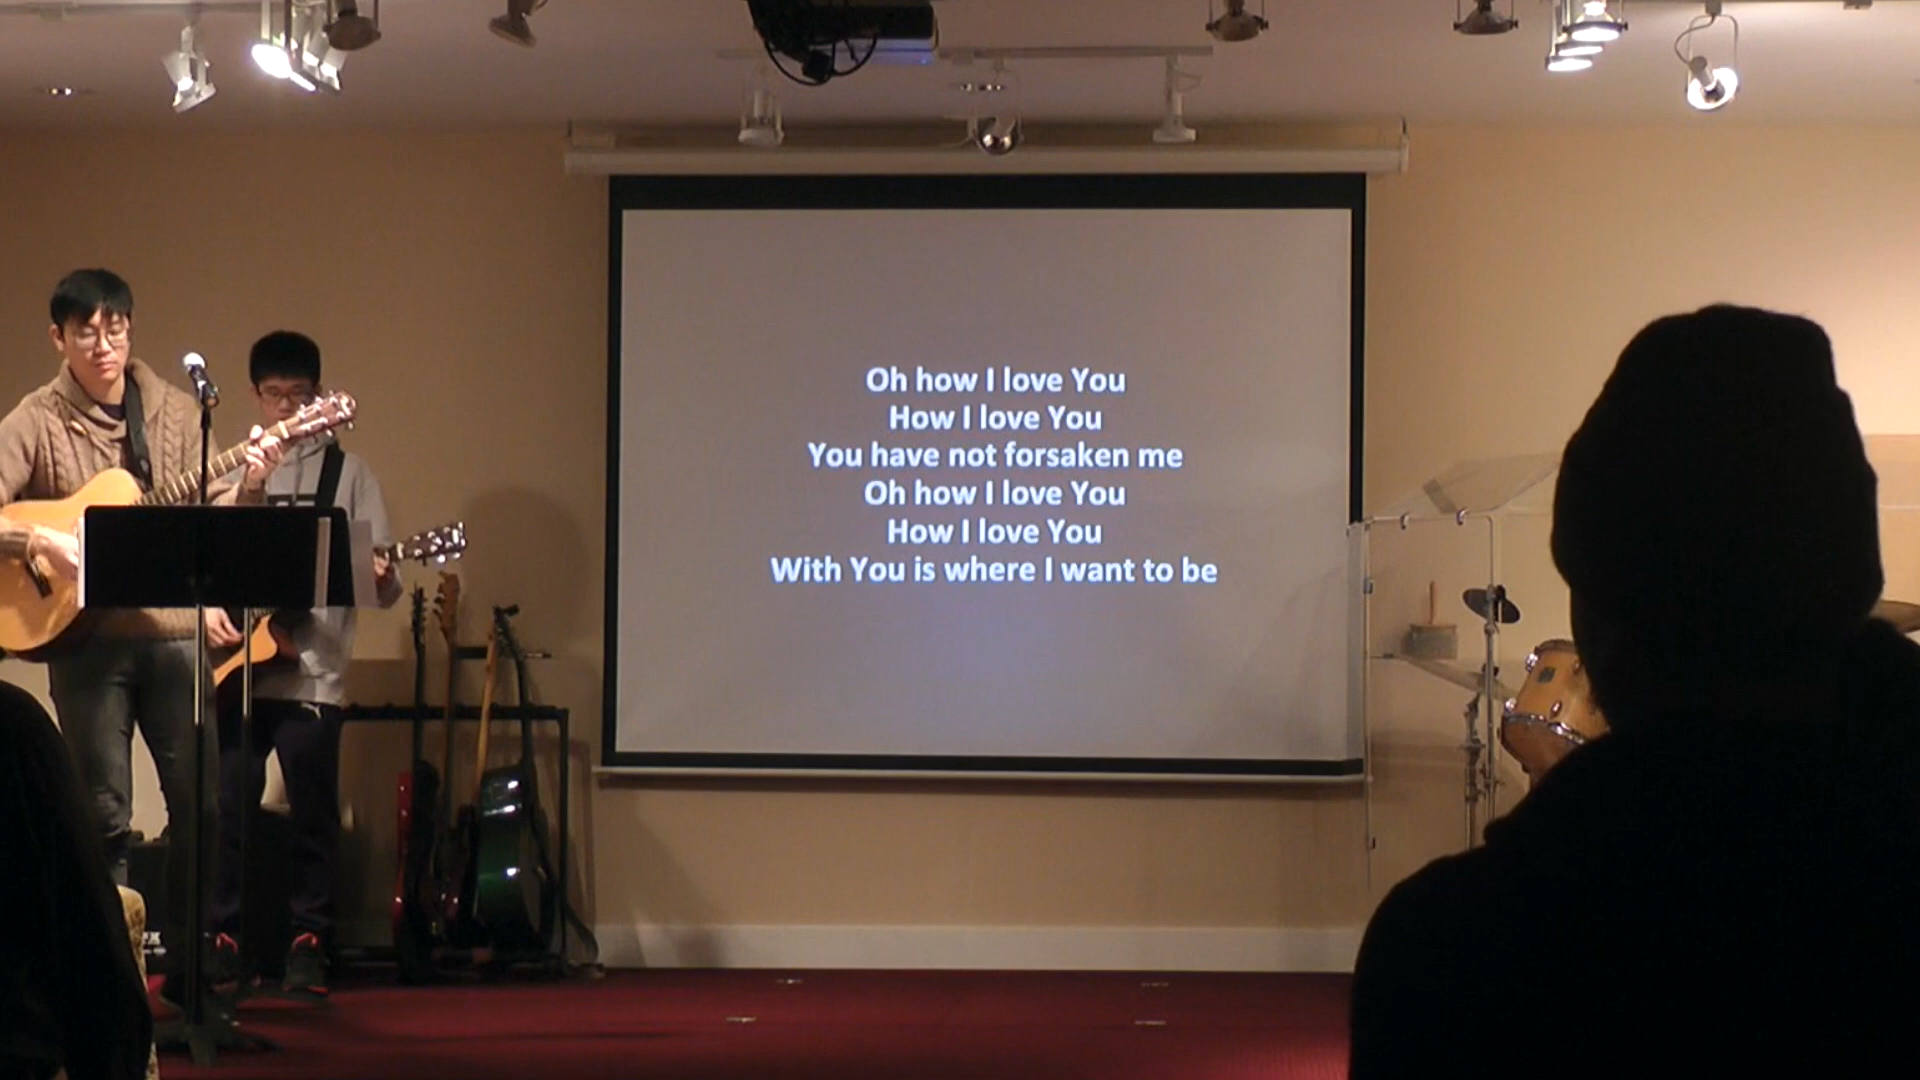 Oh how I love You
How I love You
You have not forsaken me
Oh how I love You
How I love You
With You is where I want to be